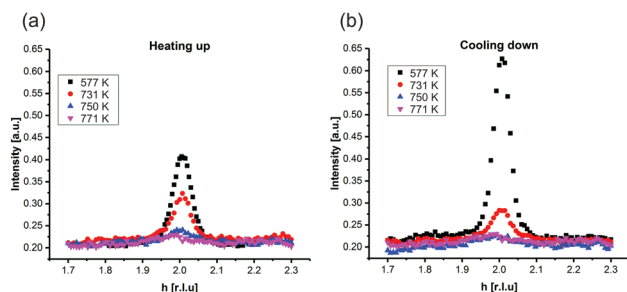 (a)
Heating up
0.65
0.60
0.55
0.50
0.45
0.40
0.35
0.30
0.25
0.20
Intensity [a.u.]
577 K
731 K
750 K
771 K
1.7 1.8 1.9 2.0 2.1 2.2 2.3
h [r.l.u]
(b)
Cooling down
0.65
0.60
0.55
0.50
0.45
0.40
0.35
0.30
0.25
0.20
Intensity [a.u.]
577 K
731 K
750 K
771 K
1.7 1.8 1.9 2.0 2.1 2.2 2.3
h [r.l.u]